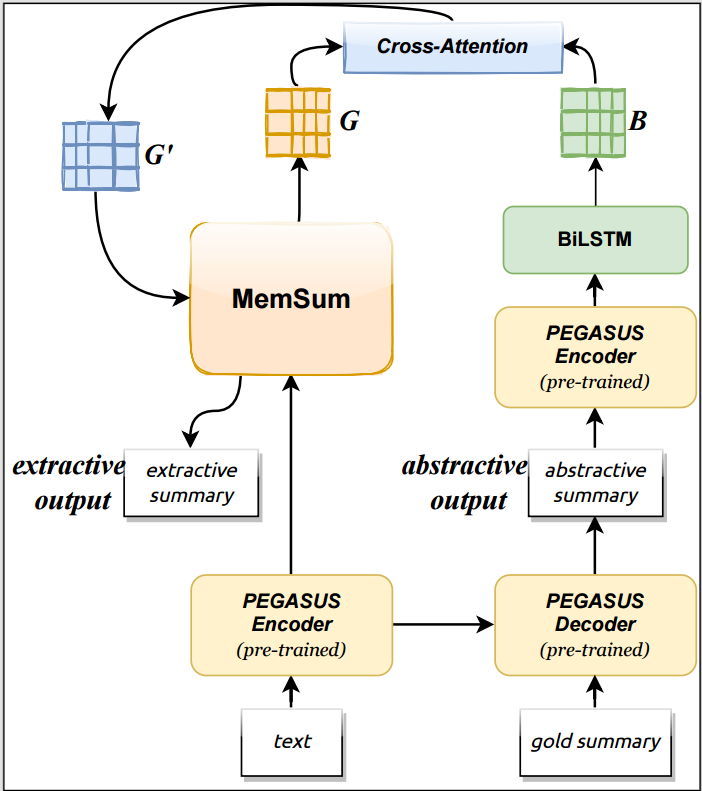 Cross-Attention
G
B
G'
BiLSTM
MemSum
PEGASUS
Encoder
(pre-trained)
extractive
output
extractive
summary
abstractive
output
abstractive
summary
PEGASUS
Encoder
(pre-trained)
PEGASUS
Decoder
(pre-trained)
text
gold summary